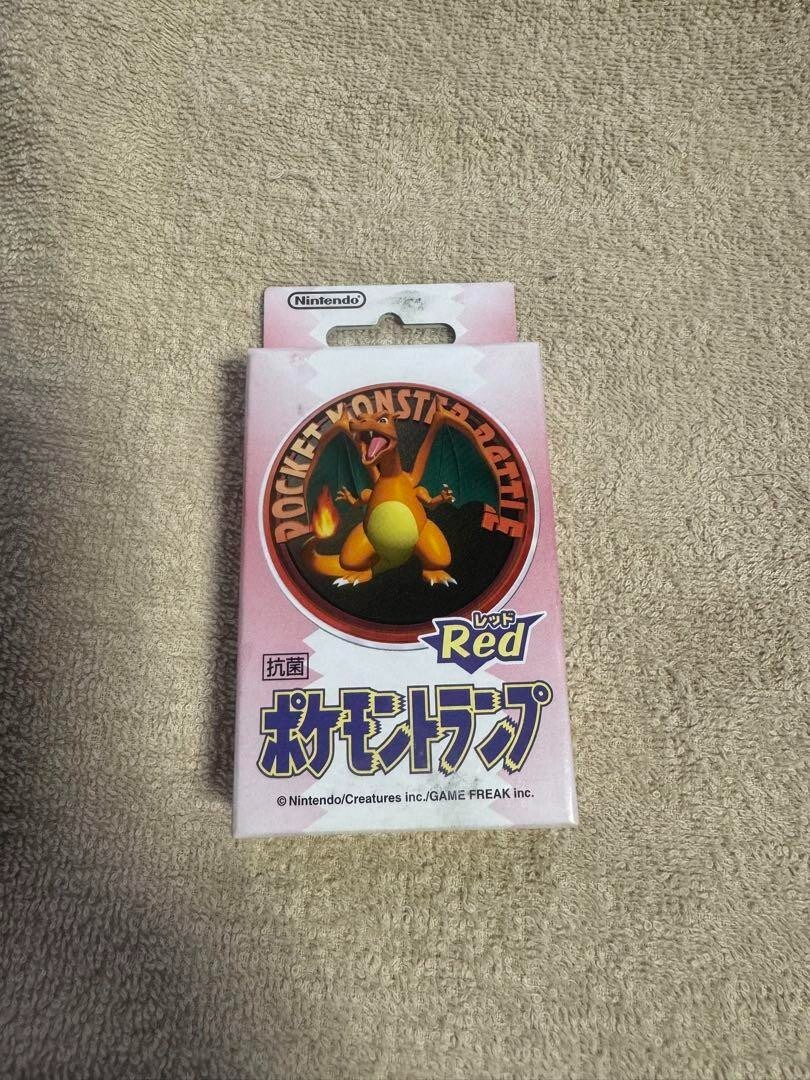 Nintendo
POCKET MONSTER BATTLE
レッド
Red
抗菌
ポケモントランプ
© Nintendo/Creatures inc./GAME FREAK inc.